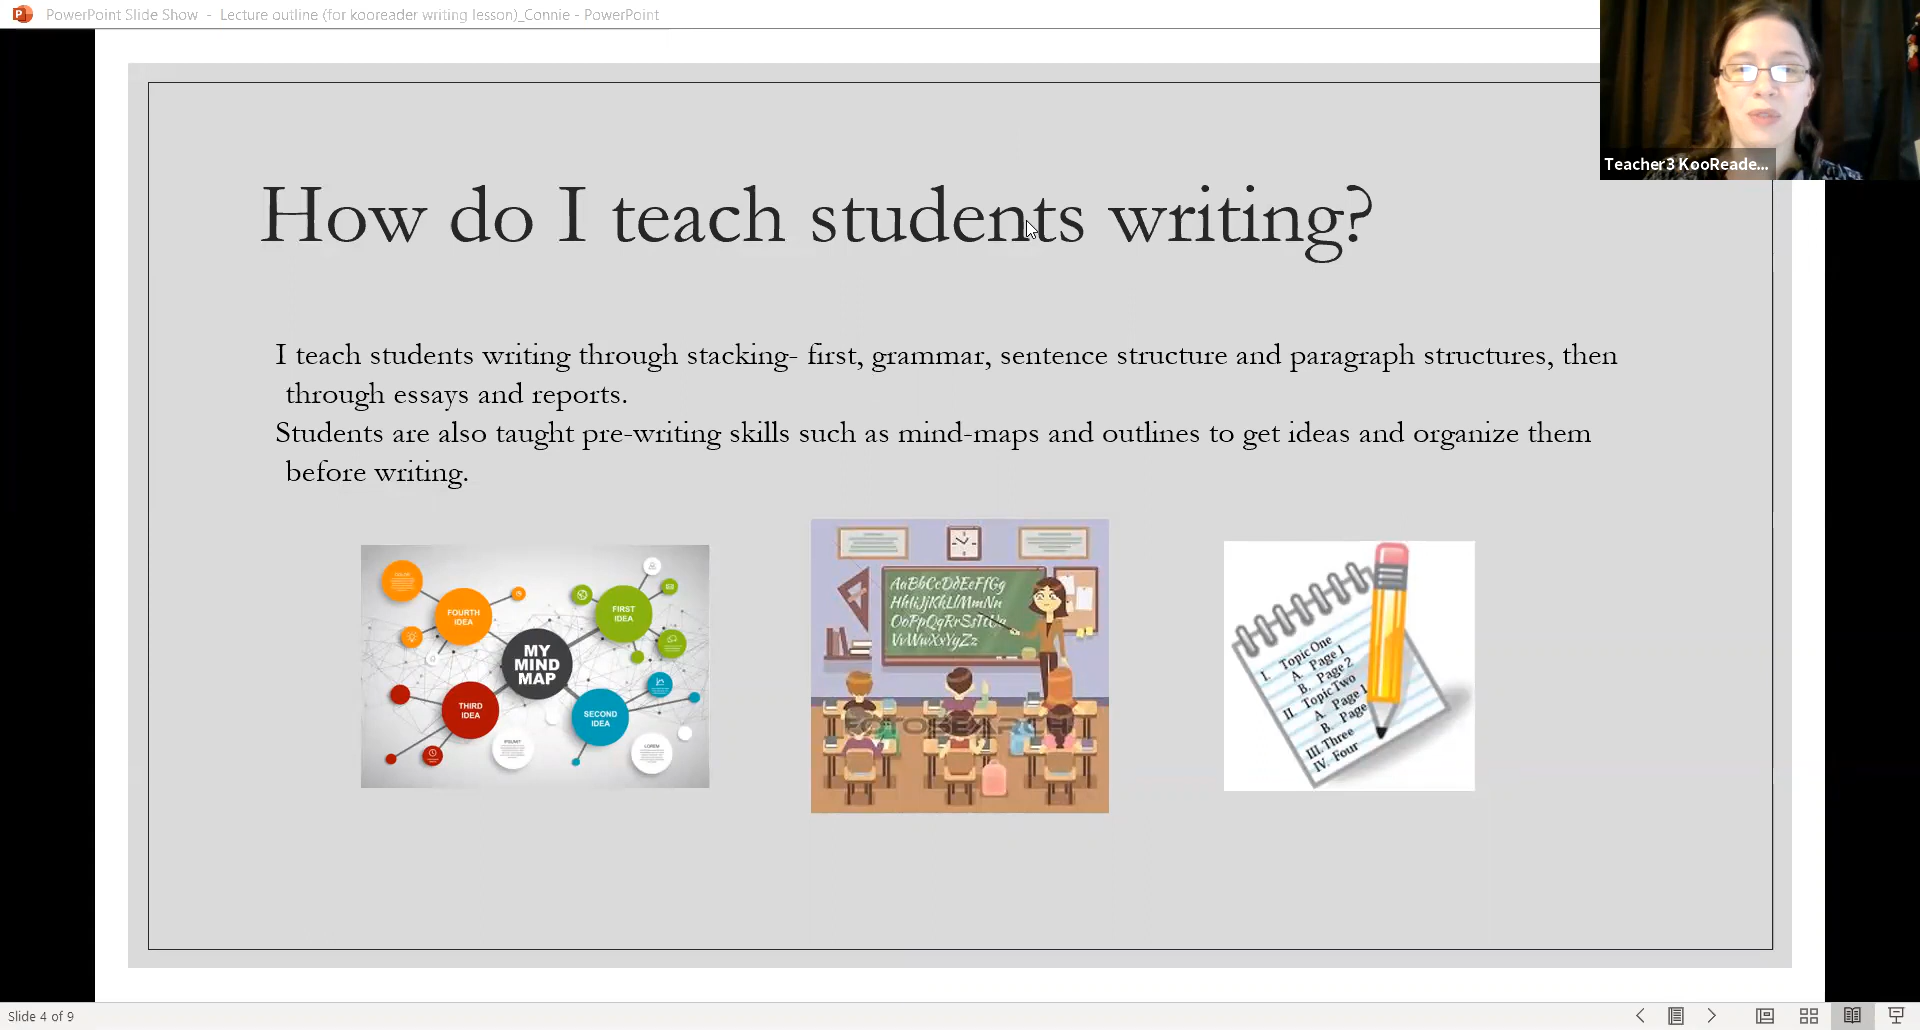 PowerPoint Slide Show - Lecture outline (for kooreader writing lesson)_Connie - PowerPoint
Teacher3 KooReade...
How do I teach students writing?
I teach students writing through stacking- first, grammar, sentence structure and paragraph structures, then
through essays and reports.
Students are also taught pre-writing skills such as mind-maps and outlines to get ideas and organize them
before writing.
FOURTH
IDEA
FIRST
IDEA
MY
MIND
MAP
THIRD
IDEA
SECOND
IDEA
AaBbCcDdEeFfGg
HhIiJjKkLlMmNn
OoPpQqRrSsTtUu
VvWwXxYyZz
FOTOSEARCH
I. Topic One
A. Page 1
B. Page 2
II. Topic Two
A. Page 1
B. Page
III. Three
IV. Four
Slide 4 of 9